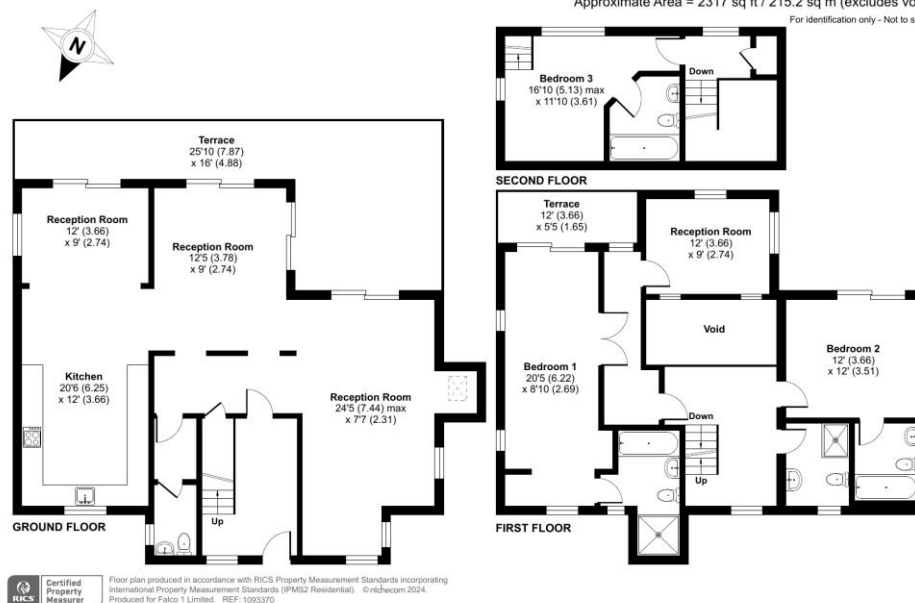 Approximate Area = 2317 sq ft / 215.2 sq m (excludes
For identification only - Not to
N
Terrace
25'10 (7.87)
x 16' (4.88)
Reception Room
12' (3.66)
x 9' (2.74)
Reception Room
12'5 (3.78)
x 9' (2.74)
Kitchen
20'6 (6.25)
x 12' (3.66)
Reception Room
24'5 (7.44) max
x 7'7 (2.31)
Up
GROUND FLOOR
Bedroom 3
16'10 (5.13) max
x 11'10 (3.61)
Down
SECOND FLOOR
Terrace
12' (3.66)
x 5'5 (1.65)
Reception Room
12' (3.66)
x 9' (2.74)
Void
Bedroom 1
20'5 (6.22)
x 8'10 (2.69)
Bedroom 2
12' (3.66)
x 12' (3.51)
Down
Up
FIRST FLOOR
RICS
Certified
Property
Measurer
Floor plan produced in accordance with RICS Property Measurement Standards incorporating
International Property Measurement Standards (IPMS2 Residential). © nichecom 2024.
Produced for Falco 1 Limited. REF: 1093370